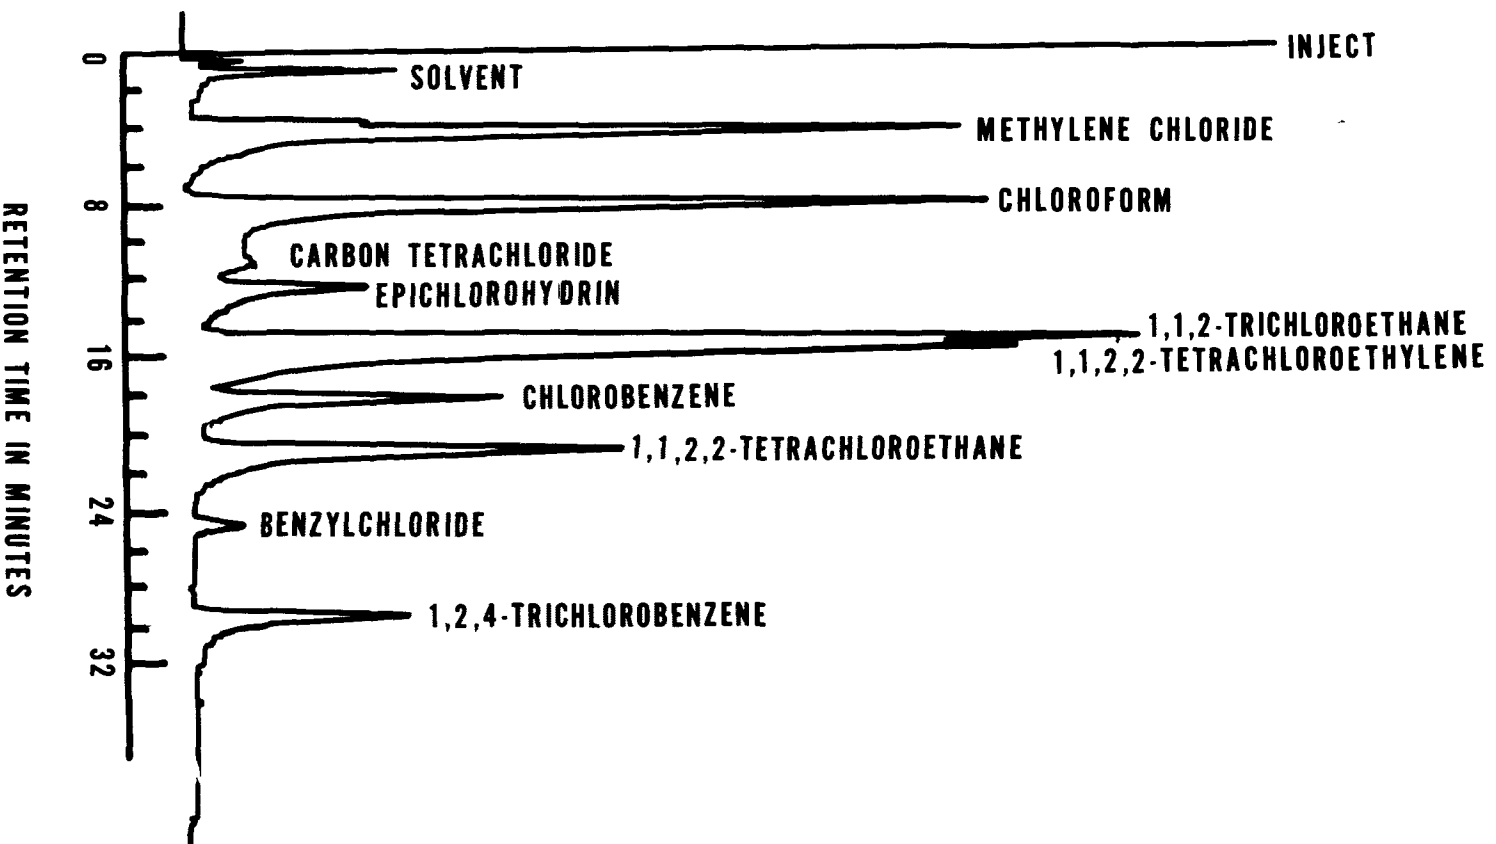 INJECT
0
SOLVENT
METHYLENE CHLORIDE
8
CHLOROFORM
CARBON TETRACHLORIDE
EPICHLOROHYDRIN
1,1,2-TRICHLOROETHANE
16
1,1,2,2-TETRACHLOROETHYLENE
CHLOROBENZENE
1,1,2,2-TETRACHLOROETHANE
24
BENZYLCHLORIDE
1,2,4-TRICHLOROBENZENE
32
RETENTION TIME IN MINUTES